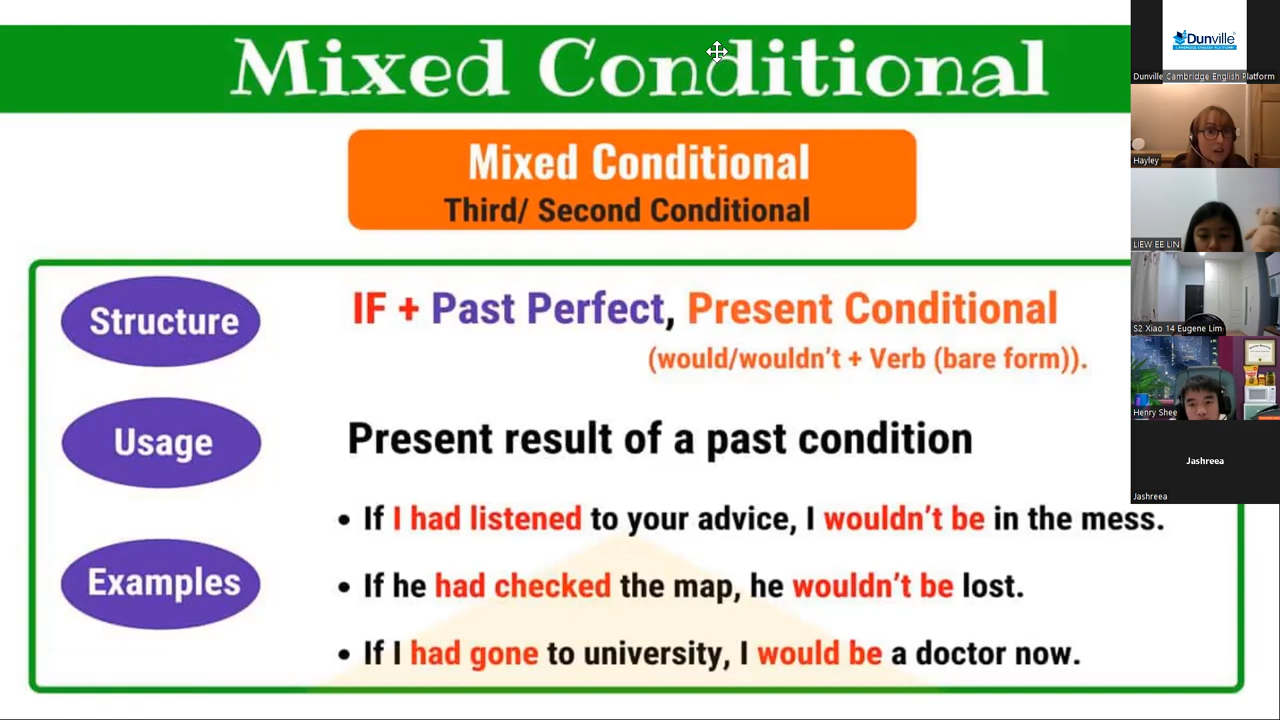 Mixed Conditional
Mixed Conditional
Third/ Second Conditional
Structure
IF + Past Perfect, Present Conditional
(would/wouldn't + Verb (bare form)).
Usage
Present result of a past condition
Examples
• If I had listened to your advice, I wouldn't be in the mess.
• If he had checked the map, he wouldn't be lost.
• If I had gone to university, I would be a doctor now.
Dunville
CAMBRIDGE ENGLISH PLATFORM
Dunville Cambridge English Platform
Hayley
LIEW EE LIN
S2 Xiao 14 Eugene Lim
Henry Shee
Jashreea
Jashreea